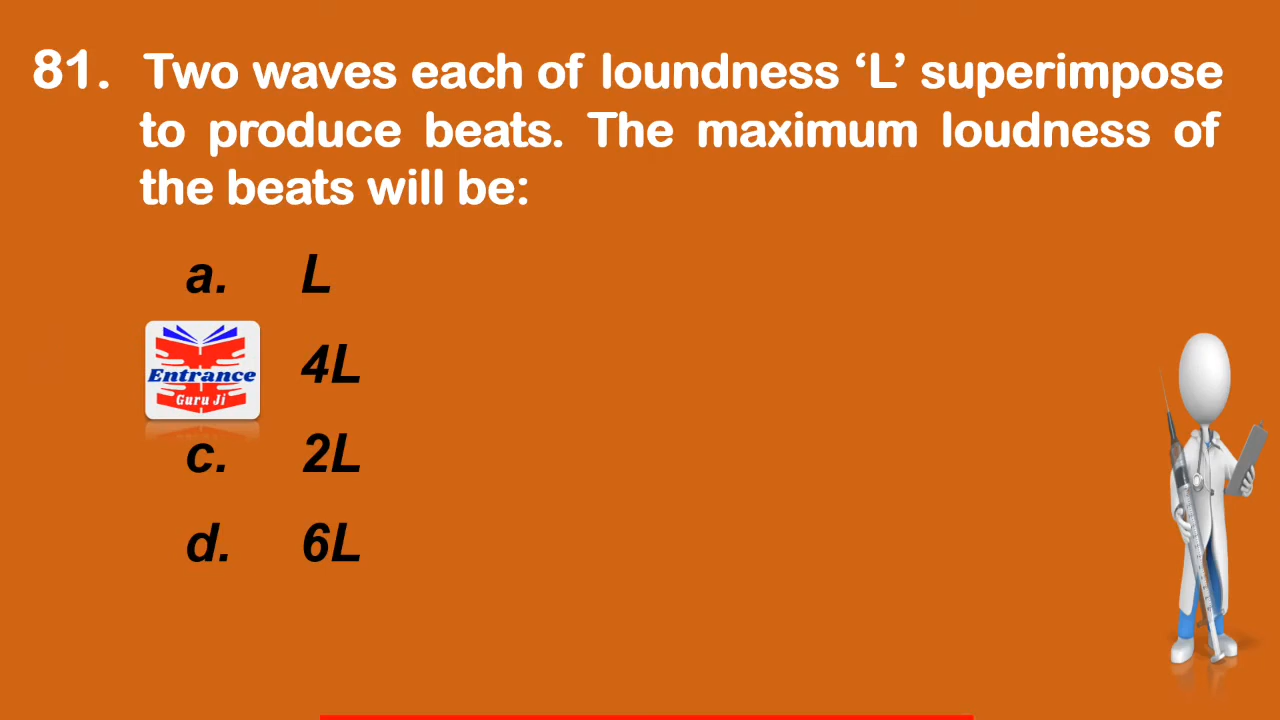 81. Two waves each of loundness ‘L’ superimpose
to produce beats. The maximum loudness of
the beats will be:
a. L
Entrance
Guru Ji
4L
c. 2L
d. 6L